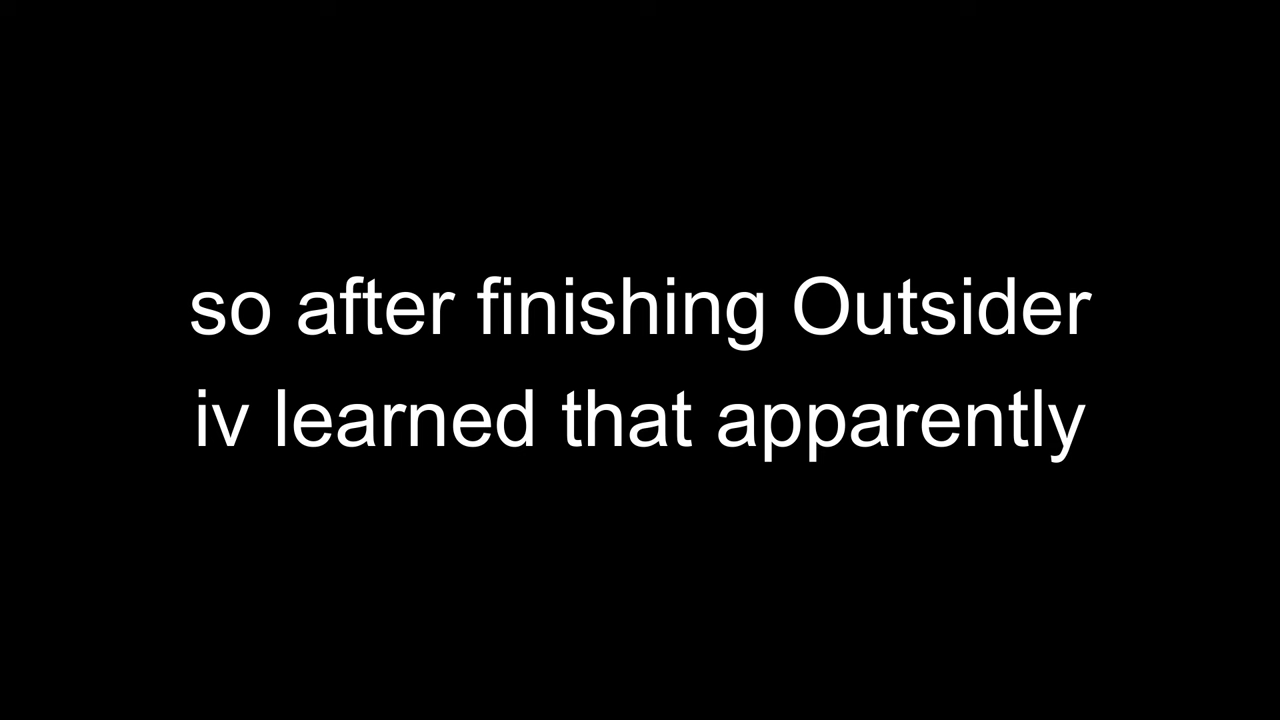 so after finishing Outsider
iv learned that apparently